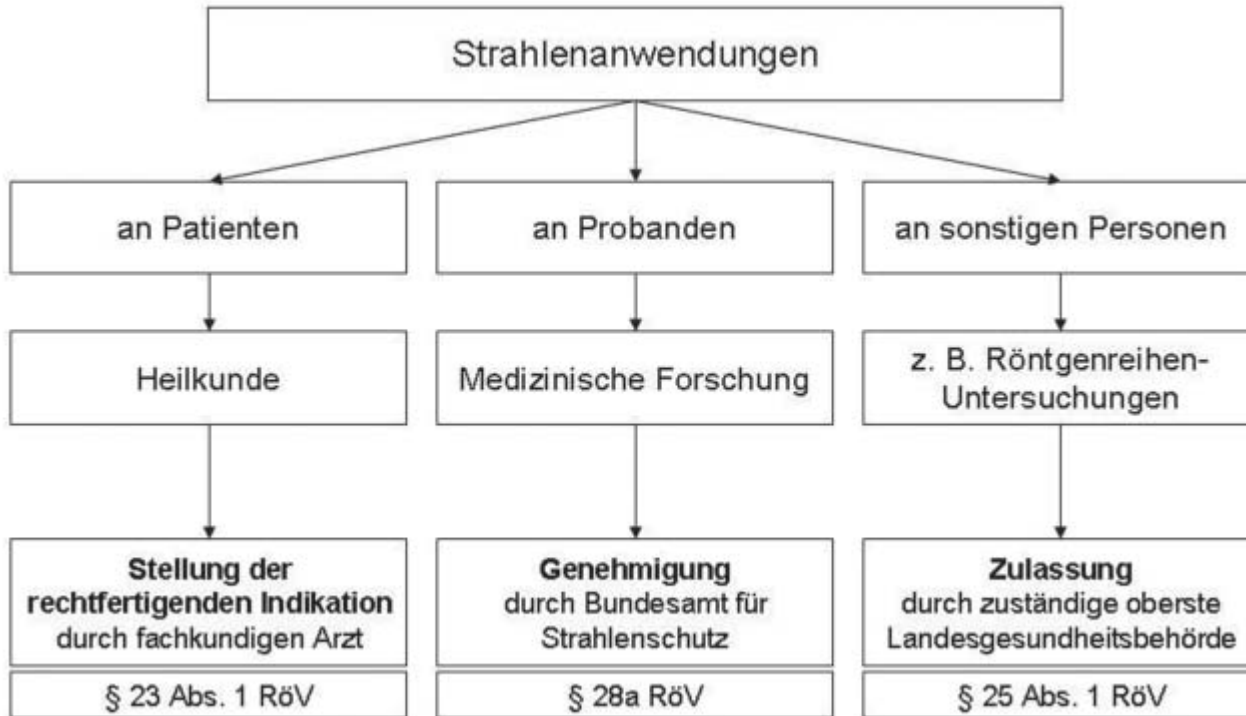 Strahlenanwendungen
an Patienten
an Probanden
an sonstigen Personen
Heilkunde
Medizinische Forschung
z. B. Röntgenreihen-
Untersuchungen
Stellung der
rechtfertigenden Indikation
durch fachkundigen Arzt
Genehmigung
durch Bundesamt für
Strahlenschutz
Zulassung
durch zuständige oberste
Landesgesundheitsbehörde
§ 23 Abs. 1 RöV
§ 28a RöV
§ 25 Abs. 1 RöV